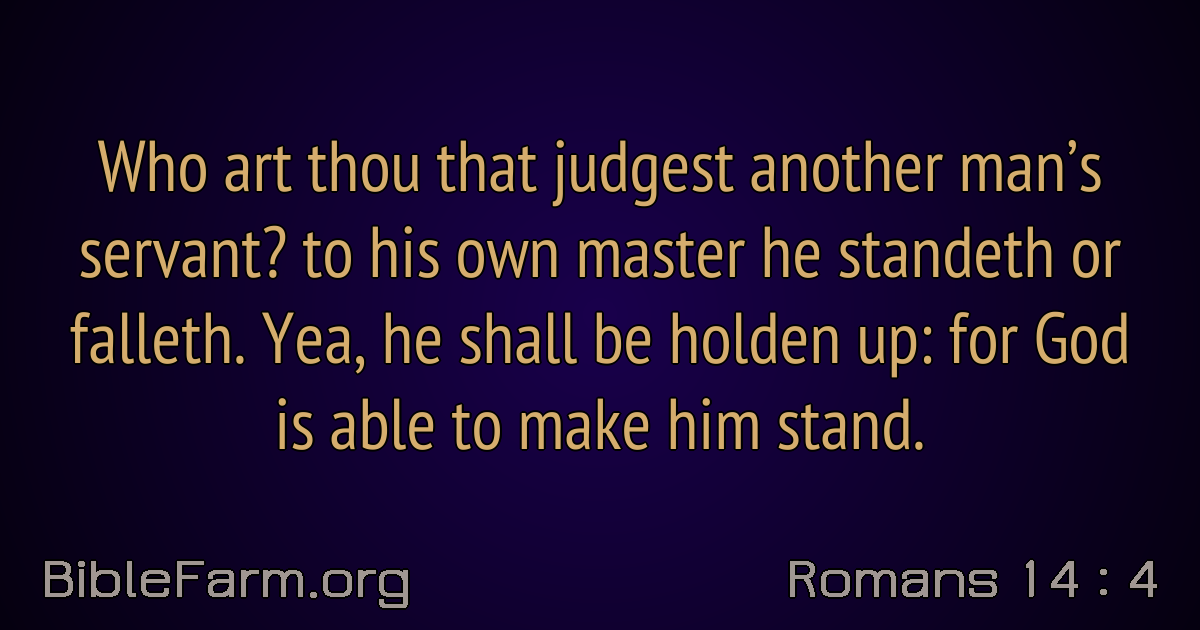 Who art thou that judgest another man’s
servant? to his own master he standeth or
falleth. Yea, he shall be holden up: for God
is able to make him stand.
BibleFarm.org
Romans 14 : 4